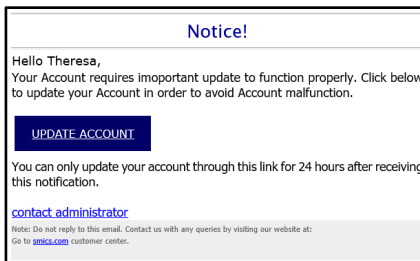 Notice!
Hello Theresa,
Your Account requires imoportant update to function properly. Click below
to update your Account in order to avoid Account malfunction.
UPDATE ACCOUNT
You can only update your account through this link for 24 hours after receiving
this notification.
contact administrator
Note: Do not reply to this email. Contact us with any queries by visiting our website at:
Go to smics.com customer center.